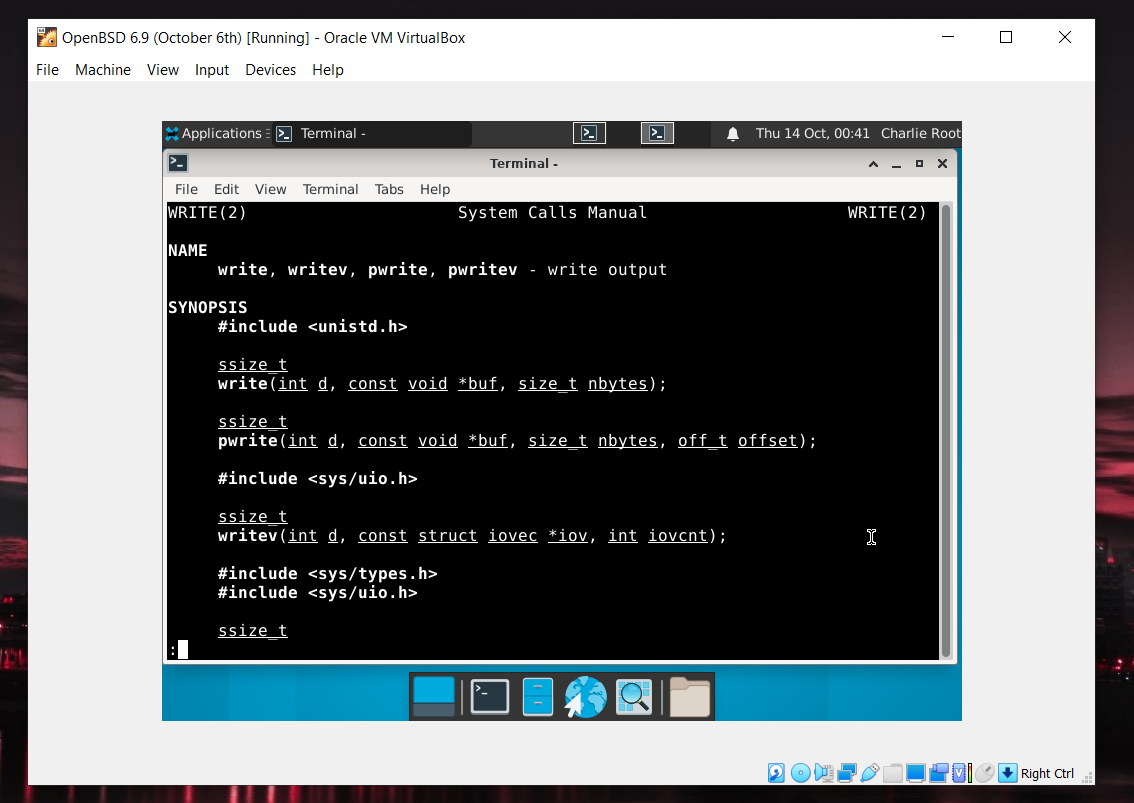 OpenBSD 6.9 (October 6th) [Running] - Oracle VM VirtualBox
File Machine View Input Devices Help
Applications Terminal - Thu 14 Oct, 00:41 Charlie Root
Terminal -
File Edit View Terminal Tabs Help
WRITE(2) System Calls Manual WRITE(2)
NAME
write, writev, pwrite, pwritev - write output
SYNOPSIS
#include <unistd.h>
ssize_t
write(int d, const void *buf, size_t nbytes);
ssize_t
pwrite(int d, const void *buf, size_t nbytes, off_t offset);
#include <sys/uio.h>
ssize_t
writev(int d, const struct iovec *iov, int iovcnt);
#include <sys/types.h>
#include <sys/uio.h>
ssize_t
:
Right Ctrl